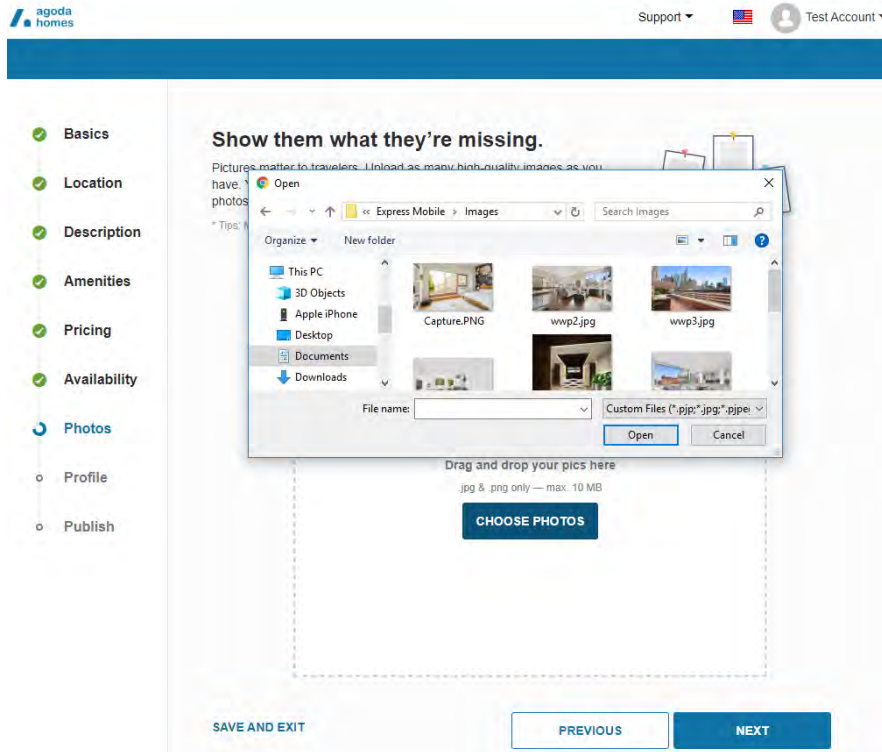 agoda
homes
Support
Test Account
Basics
Location
Description
Amenities
Pricing
Availability
Photos
Profile
Publish
Show them what they're missing.
Pictures matter to travelers. Upload as many high-quality images as you
have.
photos
* Tips:
Open
« Express Mobile > Images
Search Images
Organize
New folder
This PC
3D Objects
Apple iPhone
Desktop
Documents
Downloads
Capture.PNG
wwp2.jpg
wwp3.jpg
File name:
Custom Files (*.pjp;*.jpg;*.pjpe
Open
Cancel
Drag and drop your pics here
.jpg & .png only — max. 10 MB
CHOOSE PHOTOS
SAVE AND EXIT
PREVIOUS
NEXT